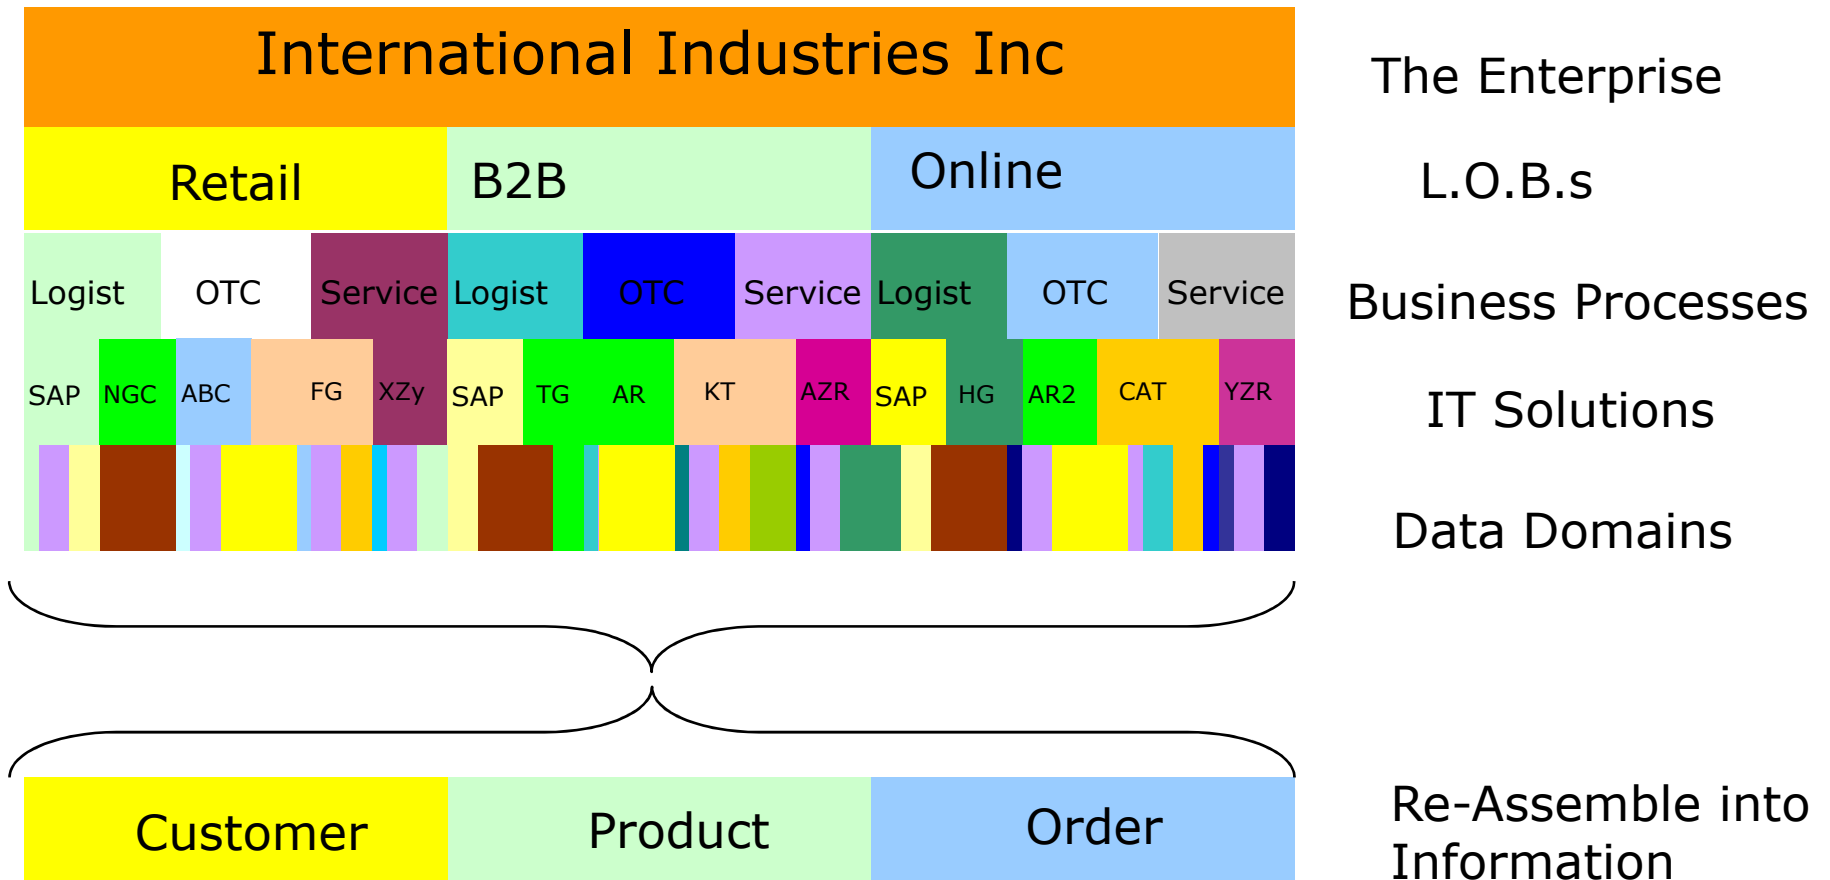 International Industries Inc
The Enterprise
Retail
B2B
Online
L.O.B.s
Logist
OTC
Service
Logist
OTC
Service
Logist
OTC
Service
Business Processes
SAP
NGC
ABC
FG
XZy
SAP
TG
AR
KT
AZR
SAP
HG
AR2
CAT
YZR
IT Solutions
Data Domains
Customer
Product
Order
Re-Assemble into
Information